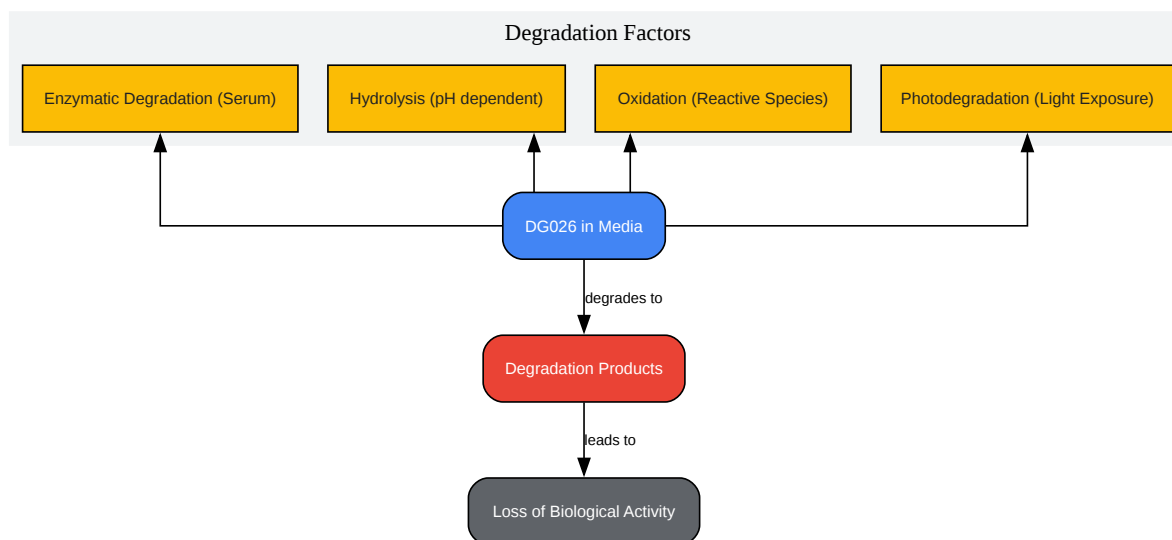 Degradation Factors
Enzymatic Degradation (Serum)
Hydrolysis (pH dependent)
Oxidation (Reactive Species)
Photodegradation (Light Exposure)
DG026 in Media
degrades to
Degradation Products
leads to
Loss of Biological Activity